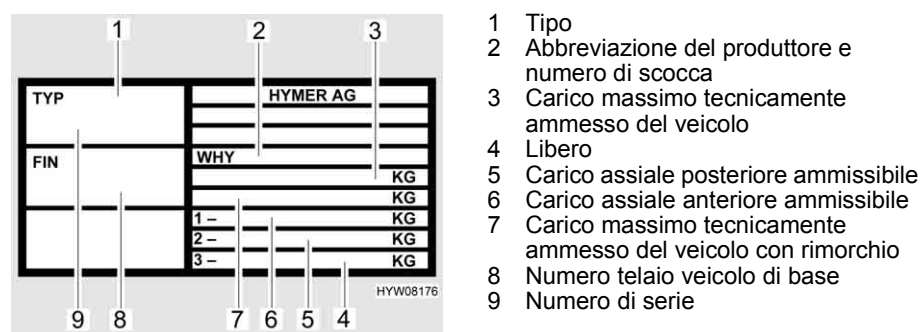 1 2 3
TYP
HYMER AG
FIN
WHY
KG
KG
1 – KG
2 – KG
3 – KG
HYW08176
9 8 7 6 5 4
1 Tipo
2 Abbreviazione del produttore e
numero di scocca
3 Carico massimo tecnicamente
ammesso del veicolo
4 Libero
5 Carico assiale posteriore ammissibile
6 Carico assiale anteriore ammissibile
7 Carico massimo tecnicamente
ammesso del veicolo con rimorchio
8 Numero telaio veicolo di base
9 Numero di serie